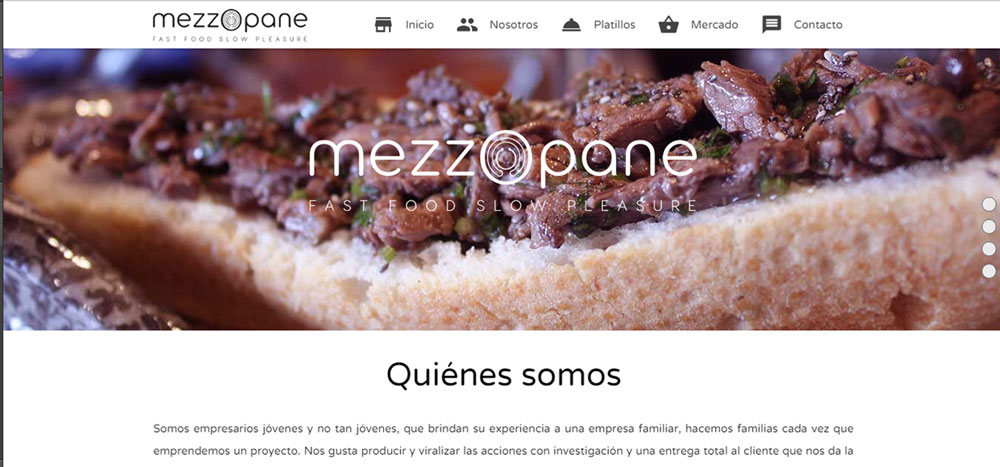 mezzopane
FAST FOOD SLOW PLEASURE
Inicio Nosotros Platillos Mercado Contacto
mezzopane
FAST FOOD SLOW PLEASURE
Quiénes somos
Somos empresarios jóvenes y no tan jóvenes, que brindan su experiencia a una empresa familiar, hacemos familias cada vez que
emprendemos un proyecto. Nos gusta producir y viralizar las acciones con investigación y una entrega total al cliente que nos da la